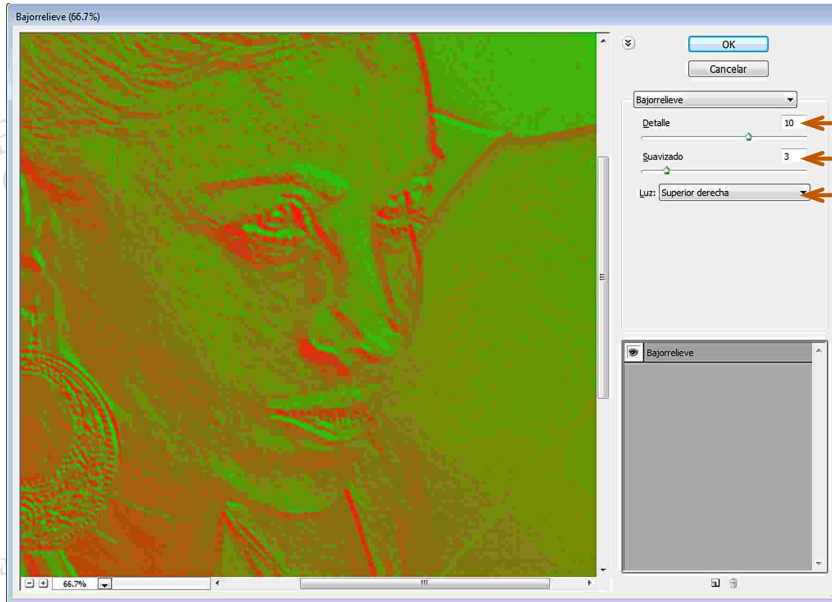 Bajorrelieve (66.7%)
OK
Cancelar
Bajorrelieve
Detalle 10
Suavizado 3
Luz: Superior derecha
Bajorrelieve
66.7%